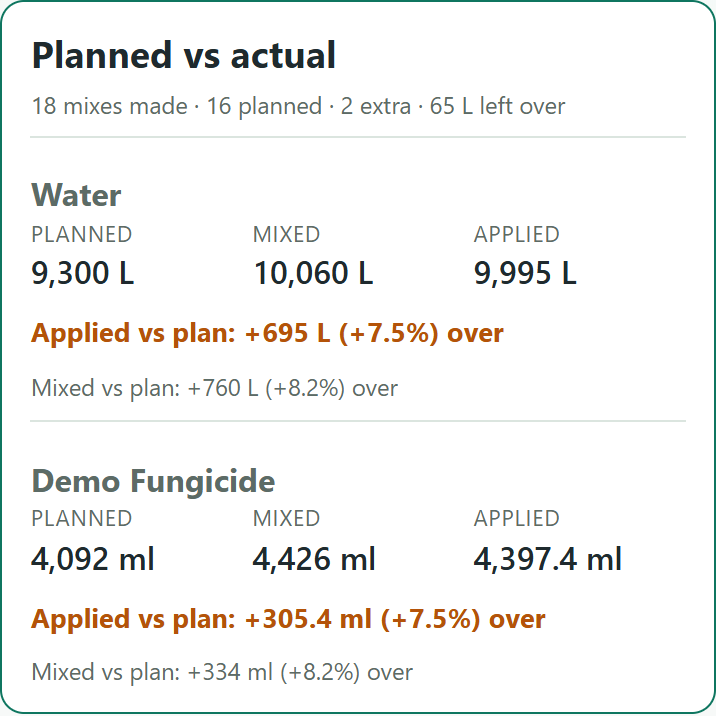 Planned vs actual
18 mixes made · 16 planned · 2 extra · 65 L left over
Water
PLANNED MIXED APPLIED
9,300 L 10,060 L 9,995 L
Applied vs plan: +695 L (+7.5%) over
Mixed vs plan: +760 L (+8.2%) over
Demo Fungicide
PLANNED MIXED APPLIED
4,092 ml 4,426 ml 4,397.4 ml
Applied vs plan: +305.4 ml (+7.5%) over
Mixed vs plan: +334 ml (+8.2%) over